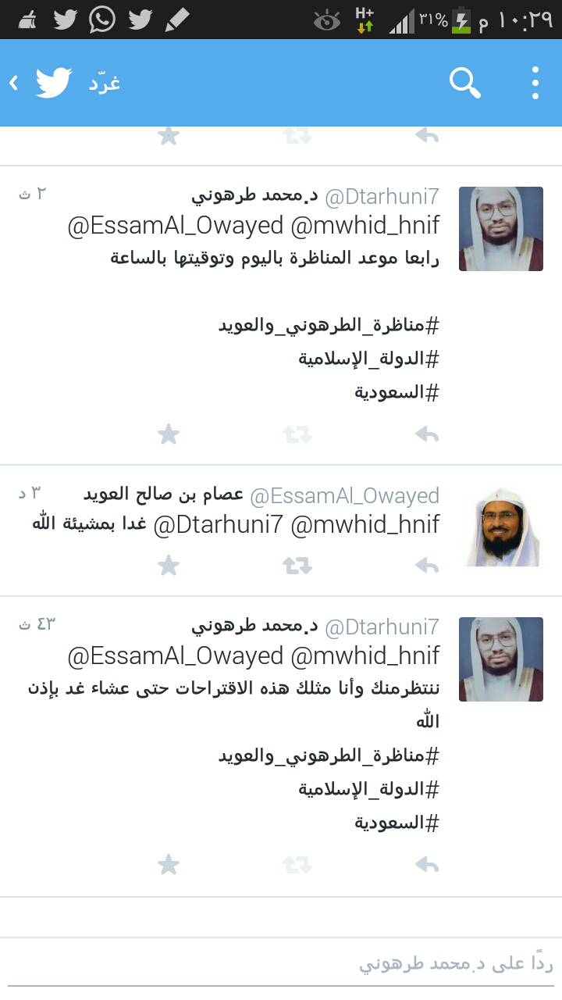 ٣١% م ١٠:٢٩
H+
غرّد
د.محمد طرهوني @Dtarhuni7 ٢ ث
@EssamAl_Owayed @mwhid_hnif
رابعا موعد المناظرة باليوم وتوقيتها بالساعة
#مناظرة_الطرهوني_والعويد
#الدولة_الإسلامية
#السعودية
عصام بن صالح العويد @EssamAl_Owayed ٣ د
@Dtarhuni7 @mwhid_hnif غدا بمشيئة الله
د.محمد طرهوني @Dtarhuni7 ٤٣ ث
@EssamAl_Owayed @mwhid_hnif
ننتظرمنك وأنا مثلك هذه الاقتراحات حتى عشاء غد بإذن
الله
#مناظرة_الطرهوني_والعويد
#الدولة_الإسلامية
#السعودية
ردًا على د.محمد طرهوني